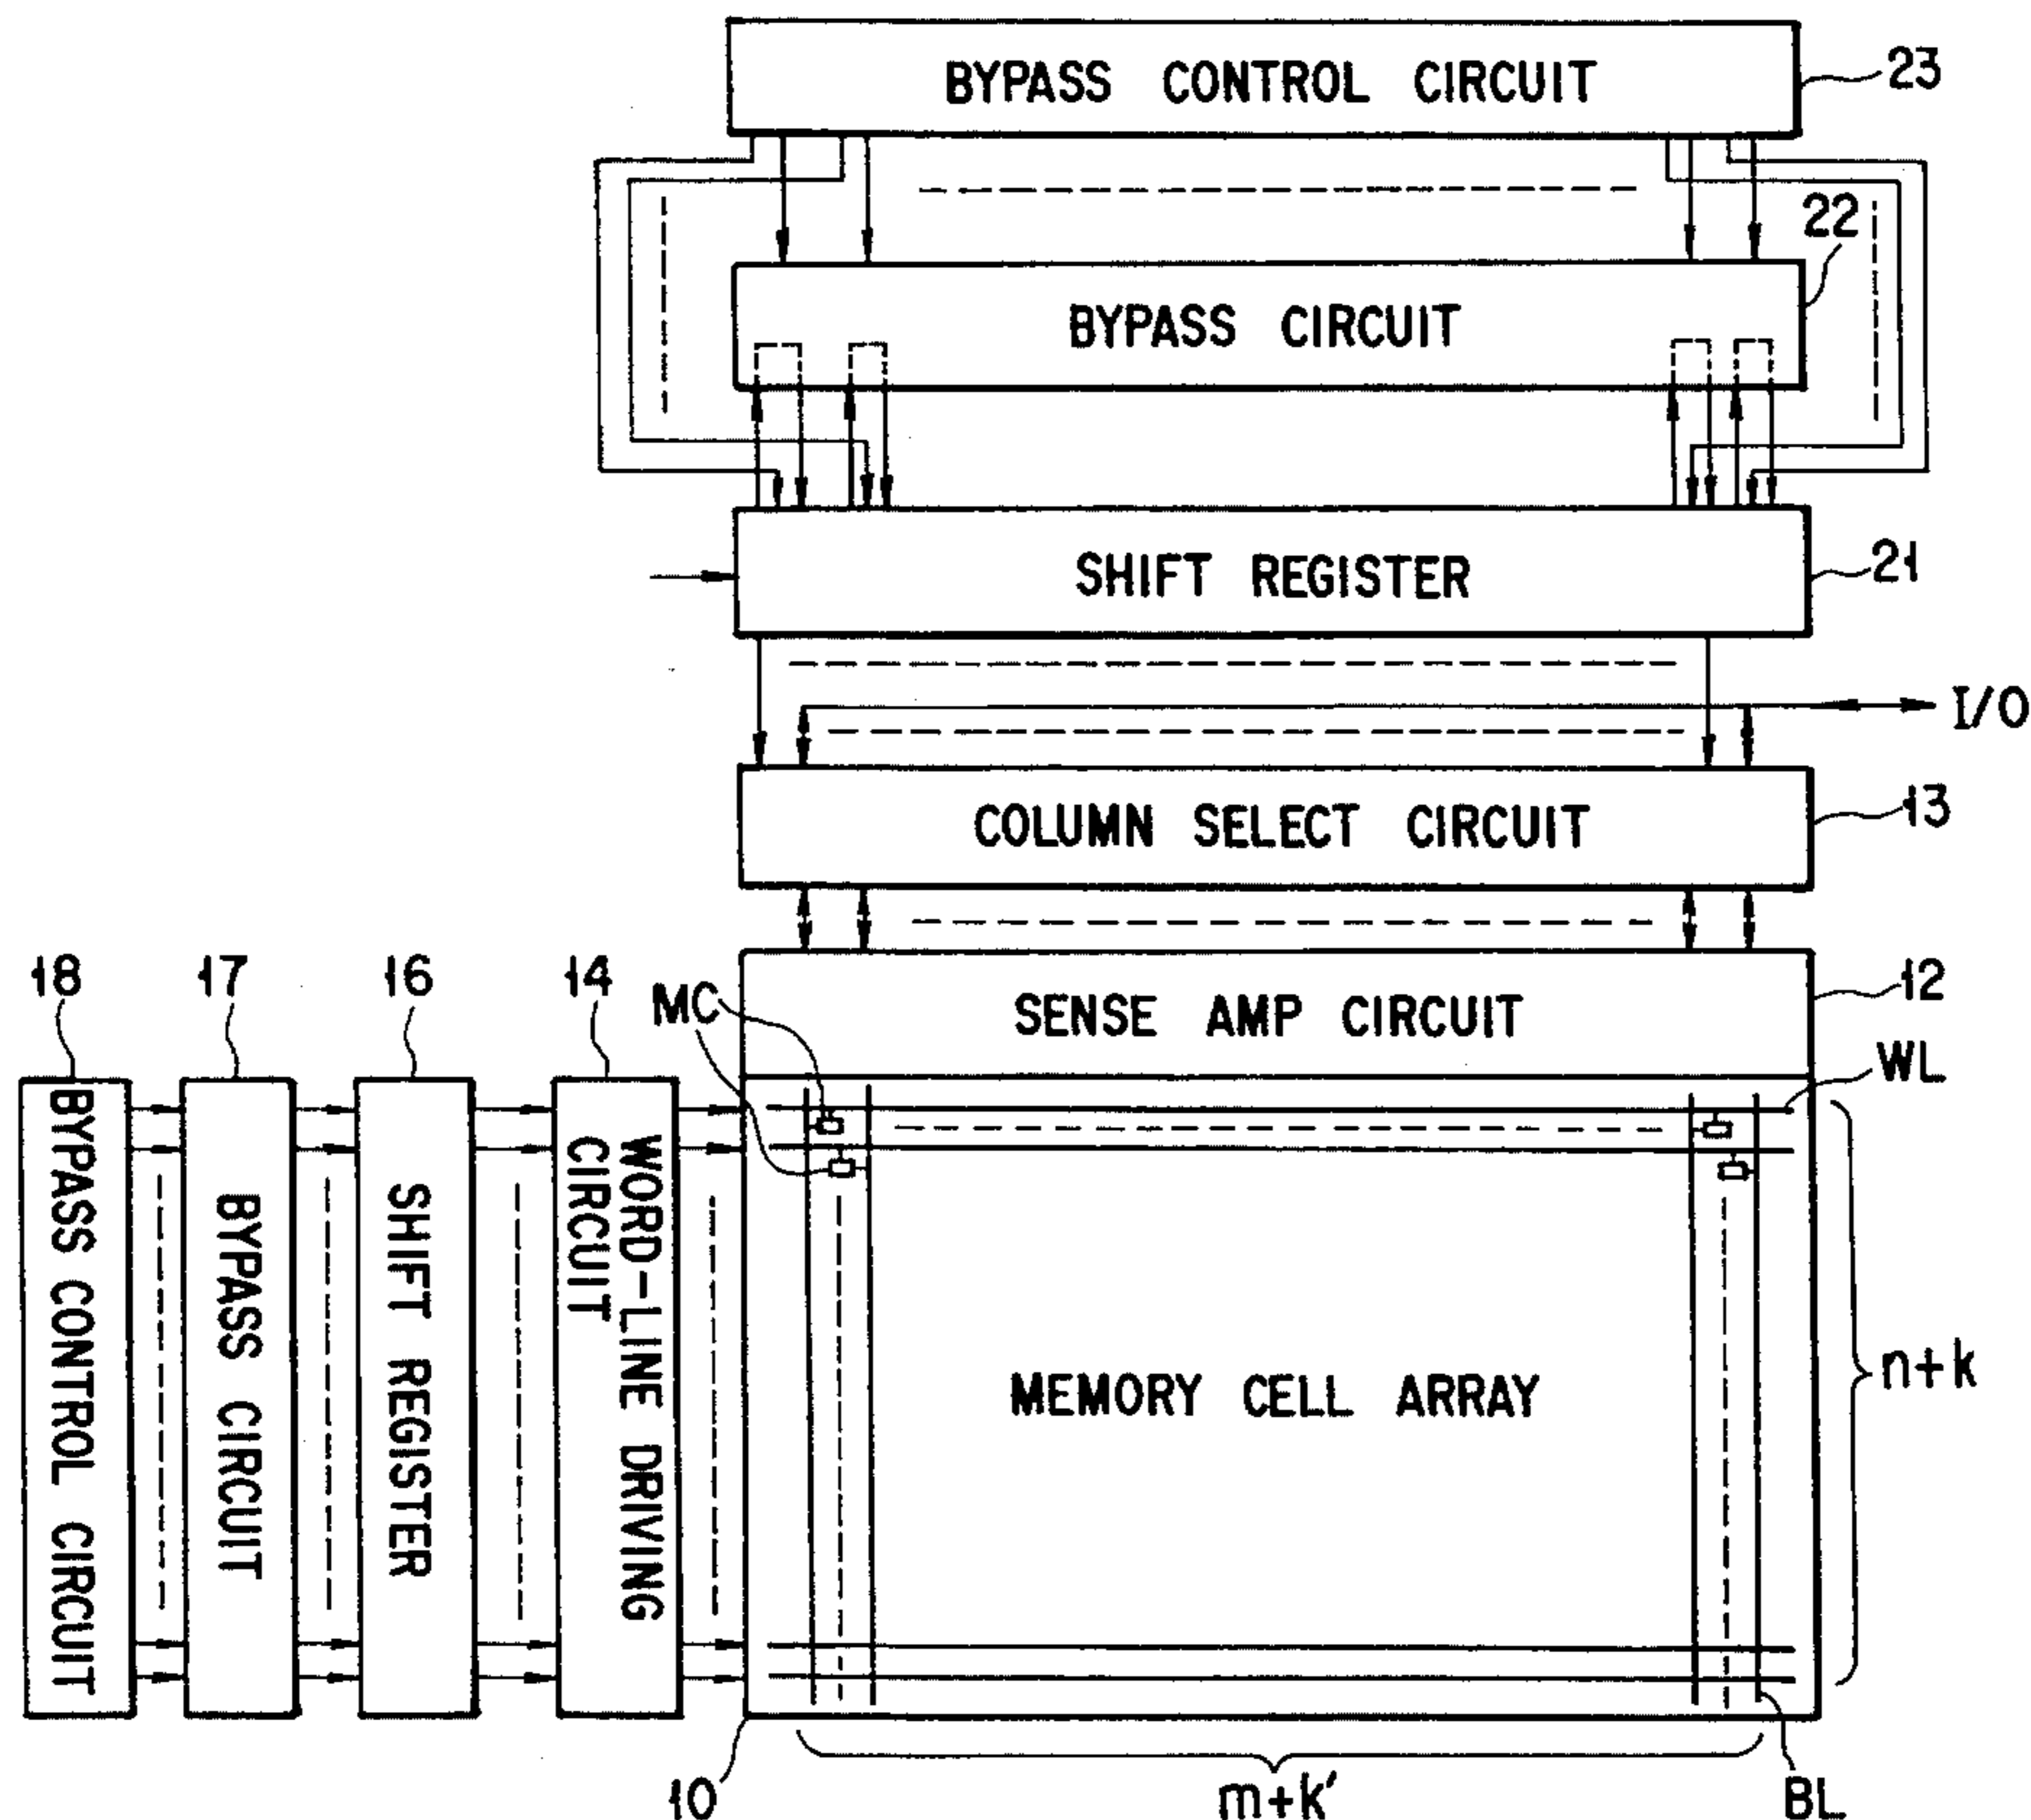 BYPASS CONTROL CIRCUIT
23
22
BYPASS CIRCUIT
SHIFT REGISTER
21
I/O
COLUMN SELECT CIRCUIT
13
18
17
16
14
MC
SENSE AMP CIRCUIT
12
WL
BYPASS CONTROL CIRCUIT
BYPASS CIRCUIT
SHIFT REGISTER
WORD-LINE DRIVING
CIRCUIT
MEMORY CELL ARRAY
n+k
10
m+k′
BL